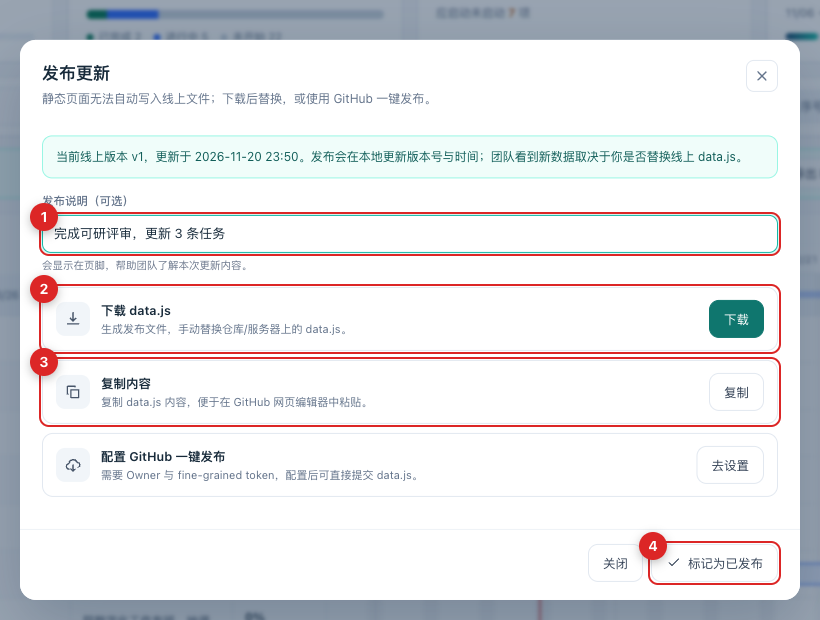 发布更新
静态页面无法自动写入线上文件；下载后替换，或使用 GitHub 一键发布。
当前线上版本 v1，更新于 2026-11-20 23:50。发布会在本地更新版本号与时间；团队看到新数据取决于你是否替换线上 data.js。
发布说明（可选）
1
完成可研评审，更新 3 条任务
会显示在页脚，帮助团队了解本次更新内容。
2
下载 data.js
生成发布文件，手动替换仓库/服务器上的 data.js。
下载
3
复制内容
复制 data.js 内容，便于在 GitHub 网页编辑器中粘贴。
复制
配置 GitHub 一键发布
需要 Owner 与 fine-grained token，配置后可直接提交 data.js。
去设置
关闭
4
标记为已发布